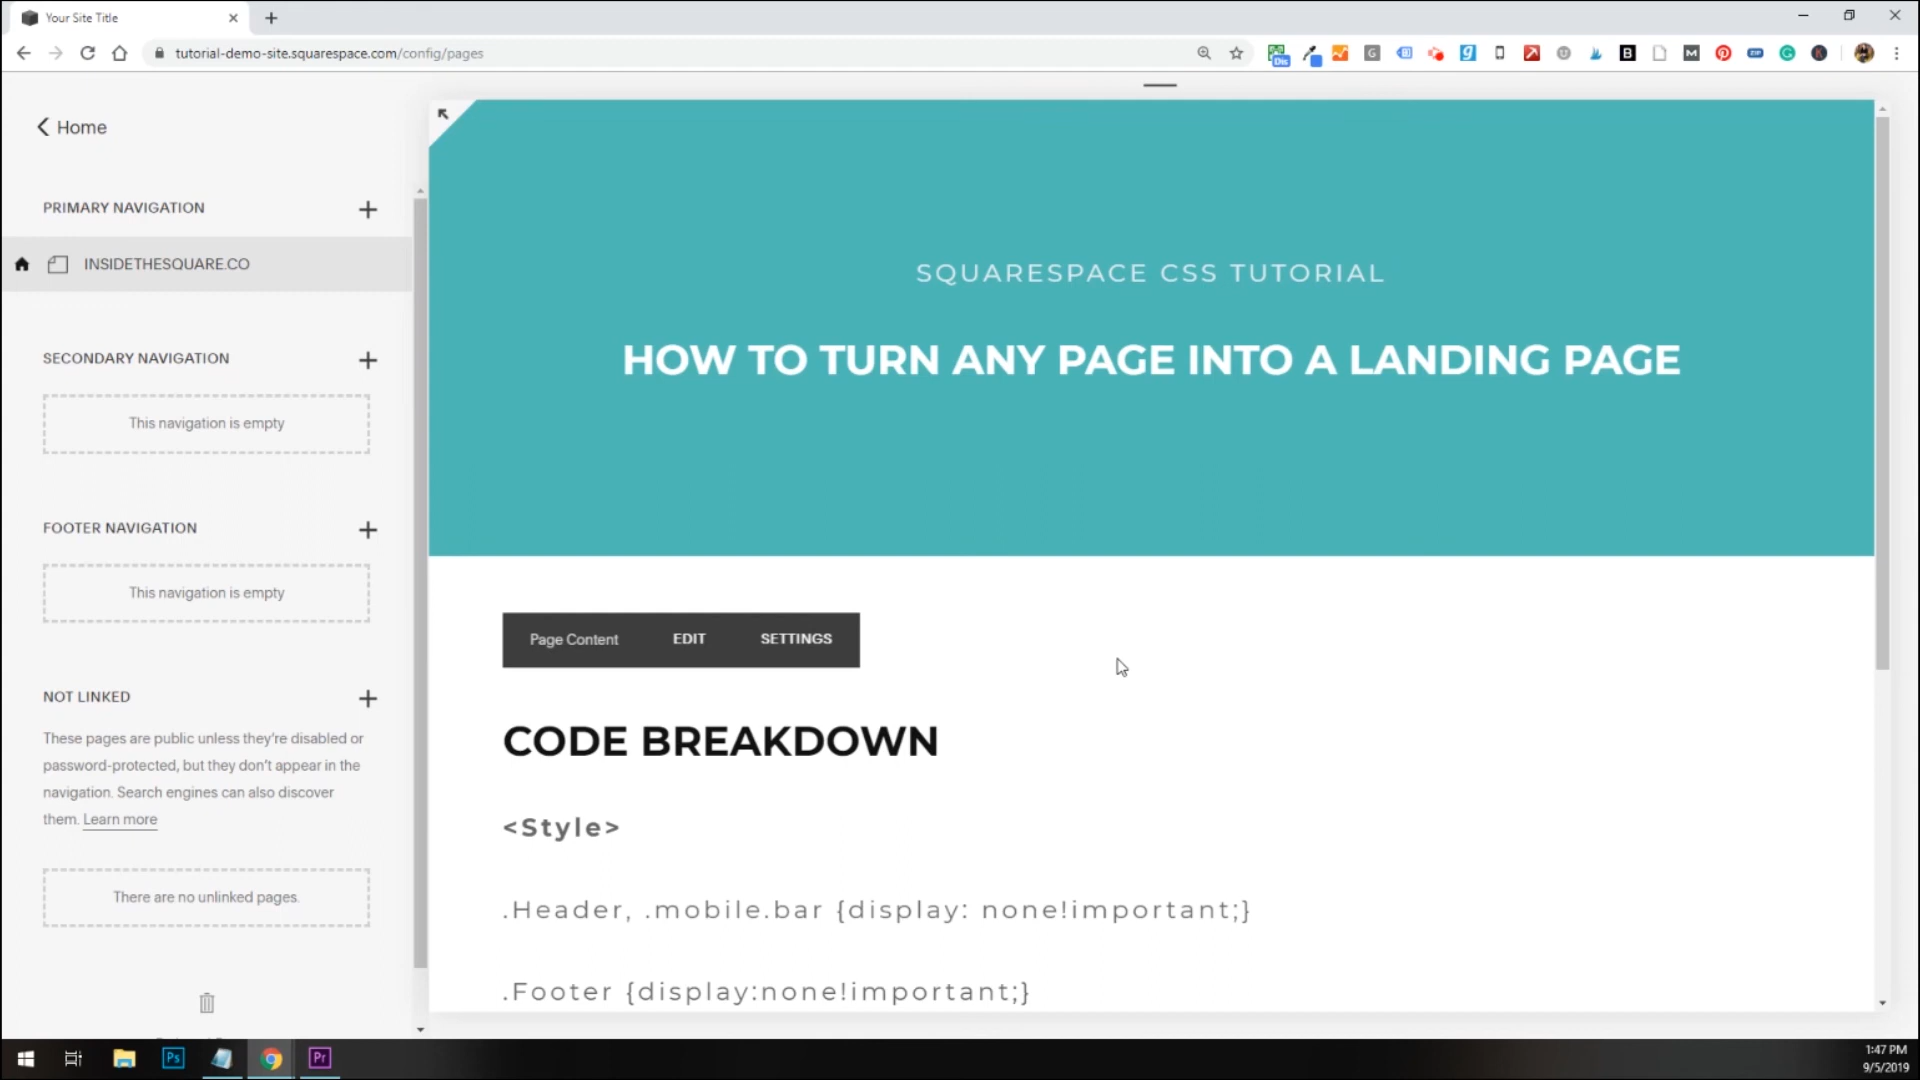 Your Site Title
tutorial-demo-site.squarespace.com/config/pages
Dis
Home
PRIMARY NAVIGATION
INSIDETHESQUARE.CO
SECONDARY NAVIGATION
This navigation is empty
FOOTER NAVIGATION
This navigation is empty
NOT LINKED
These pages are public unless they're disabled or
password-protected, but they don't appear in the
navigation. Search engines can also discover
them. Learn more
There are no unlinked pages.
SQUARESPACE CSS TUTORIAL
HOW TO TURN ANY PAGE INTO A LANDING PAGE
Page Content EDIT SETTINGS
CODE BREAKDOWN
<Style>
.Header, .mobile.bar {display: none!important;}
.Footer {display:none!important;}
Ps
Pr
1:47 PM
9/5/2019